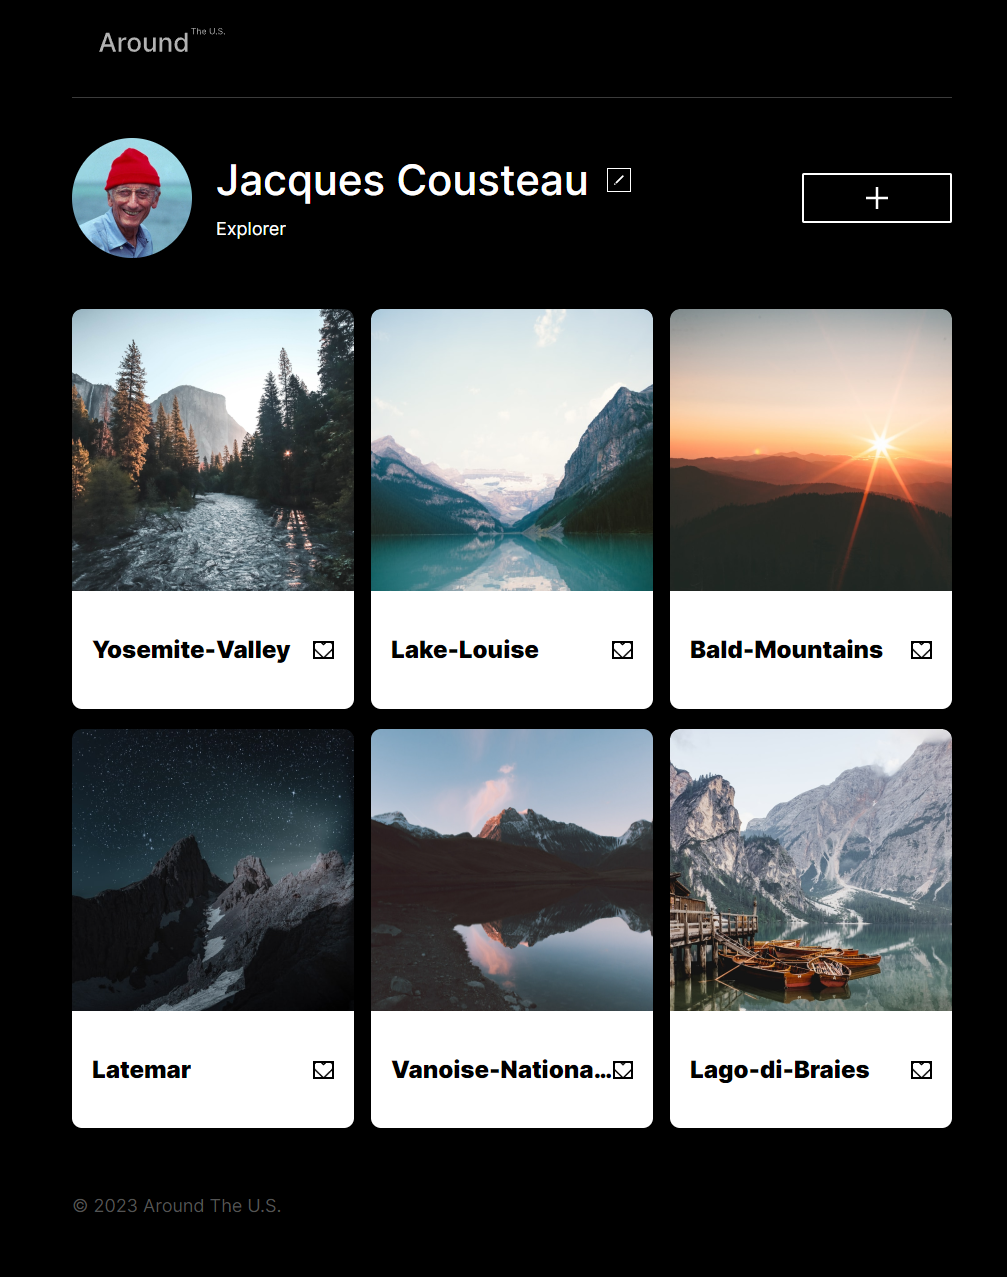 Around The U.S.
Jacques Cousteau
Explorer
Yosemite-Valley
Lake-Louise
Bald-Mountains
Latemar
Vanoise-Nationa...
Lago-di-Braies
© 2023 Around The U.S.